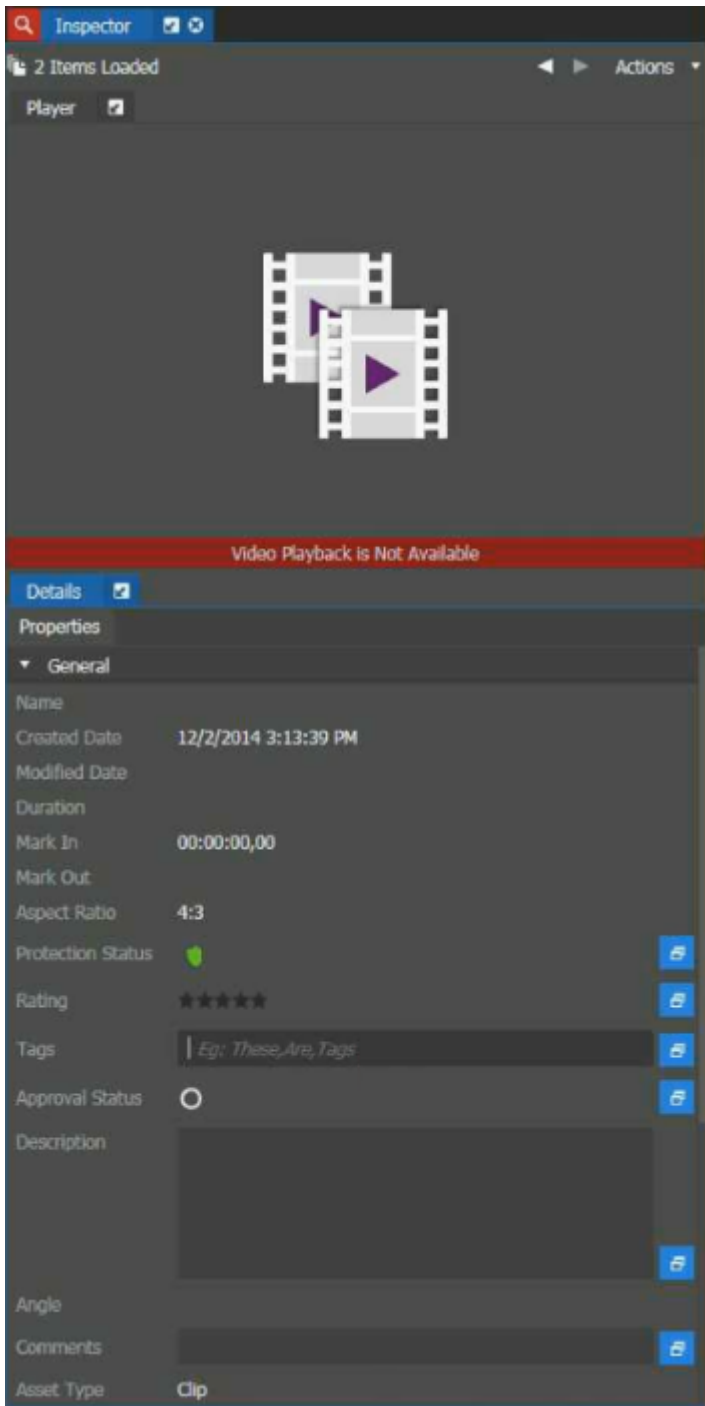 Inspector
2 Items Loaded
Actions
Player
Video Playback is Not Available
Details
Properties
General
Name
Created Date 12/2/2014 3:13:39 PM
Modified Date
Duration
Mark In 00:00:00,00
Mark Out
Aspect Ratio 4:3
Protection Status
Rating
Tags Eg: These,Are,Tags
Approval Status
Description
Angle
Comments
Asset Type Clip